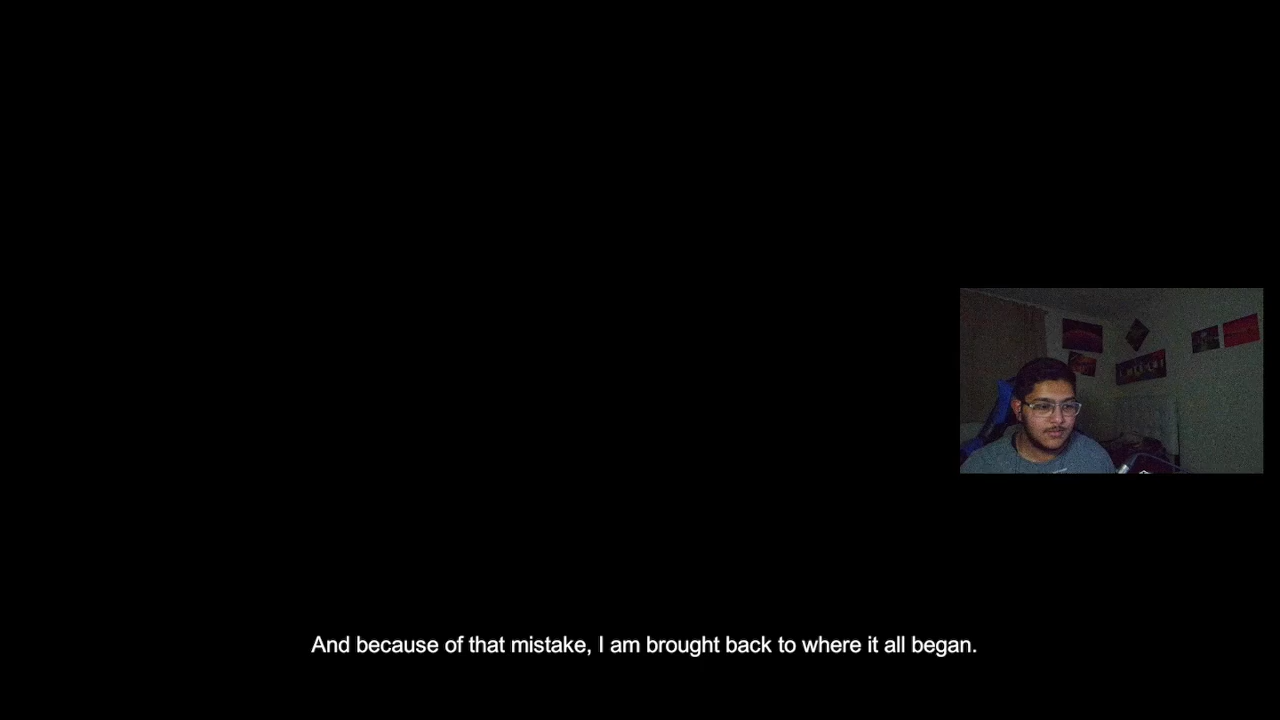 And because of that mistake, I am brought back to where it all began.